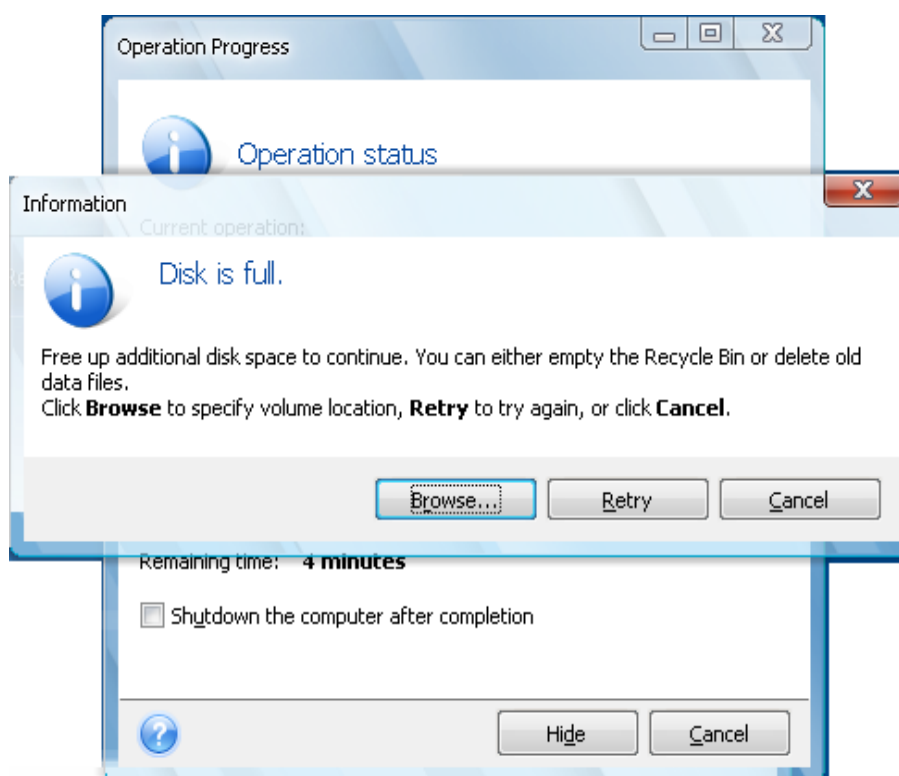 Operation Progress
Operation status
Information
Current operation:
Disk is full.
Free up additional disk space to continue. You can either empty the Recycle Bin or delete old
data files.
Click Browse to specify volume location, Retry to try again, or click Cancel.
Browse...
Retry
Cancel
Remaining time: 4 minutes
Shutdown the computer after completion
Hide
Cancel